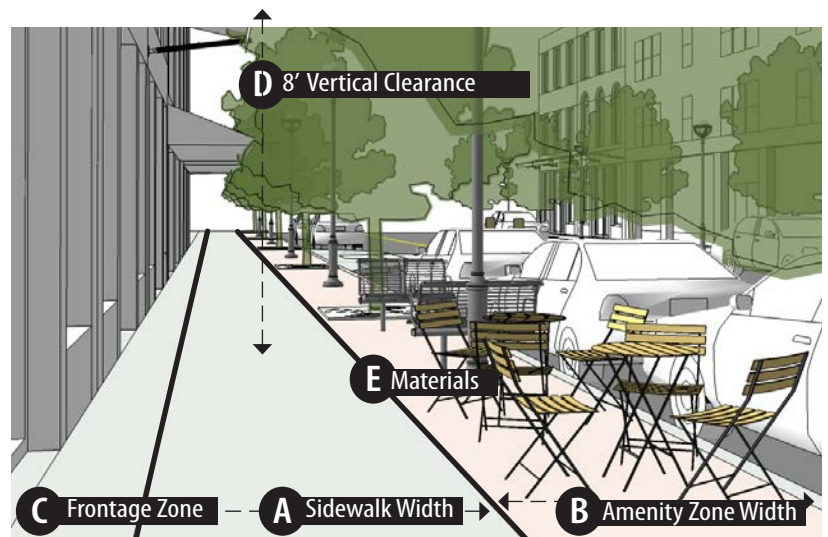 D 8’ Vertical Clearance
E Materials
C Frontage Zone
A Sidewalk Width
B Amenity Zone Width